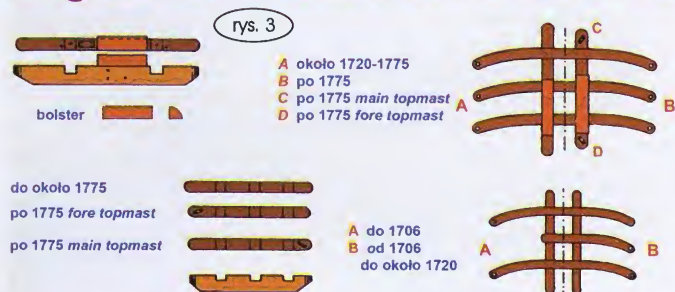 rys. 3
A około 1720-1775
B po 1775
C po 1775 main topmast
D po 1775 fore topmast
bolster
C
A
B
D
do około 1775
po 1775 fore topmast
po 1775 main topmast
A do 1706
B od 1706
do około 1720
A
B